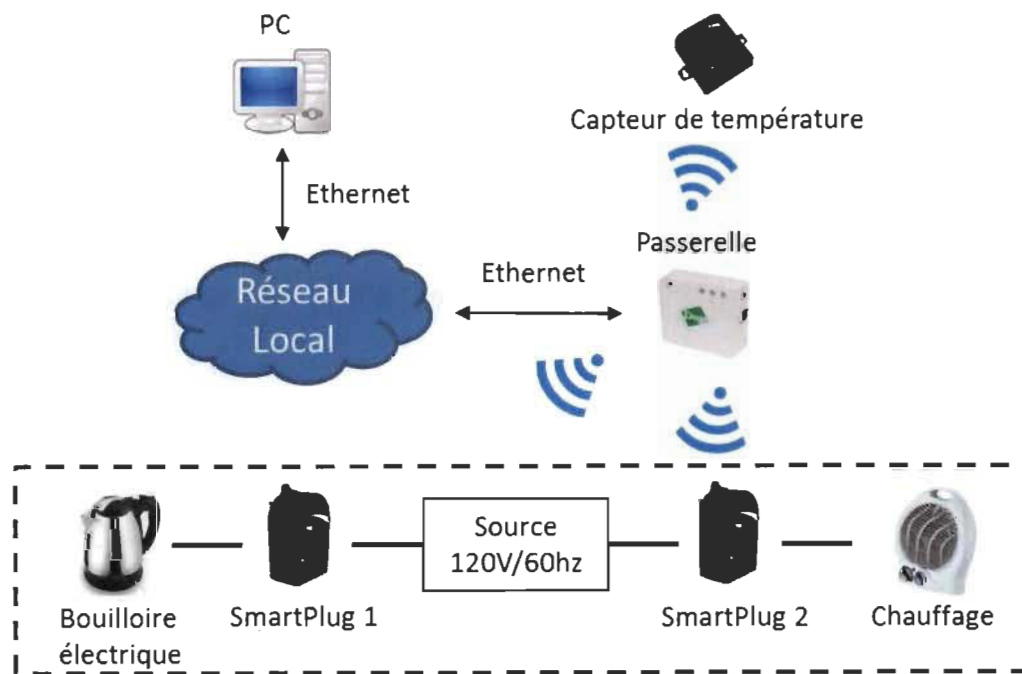 PC
Capteur de température
Ethernet
Passerelle
Ethernet
Réseau
Local
Source
120V/60hz
Bouilloire
électrique
SmartPlug 1
SmartPlug 2
Chauffage